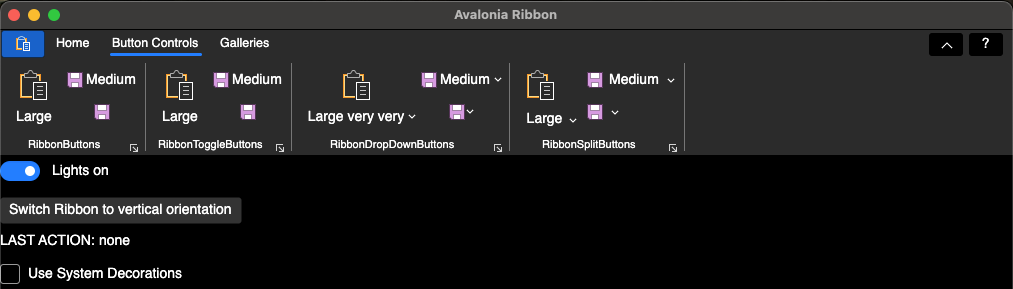 Avalonia Ribbon
Home Button Controls Galleries ?
Medium Medium Medium Medium
Large Large Large very very Large
RibbonButtons RibbonToggleButtons RibbonDropDownButtons RibbonSplitButtons
Lights on
Switch Ribbon to vertical orientation
LAST ACTION: none
Use System Decorations